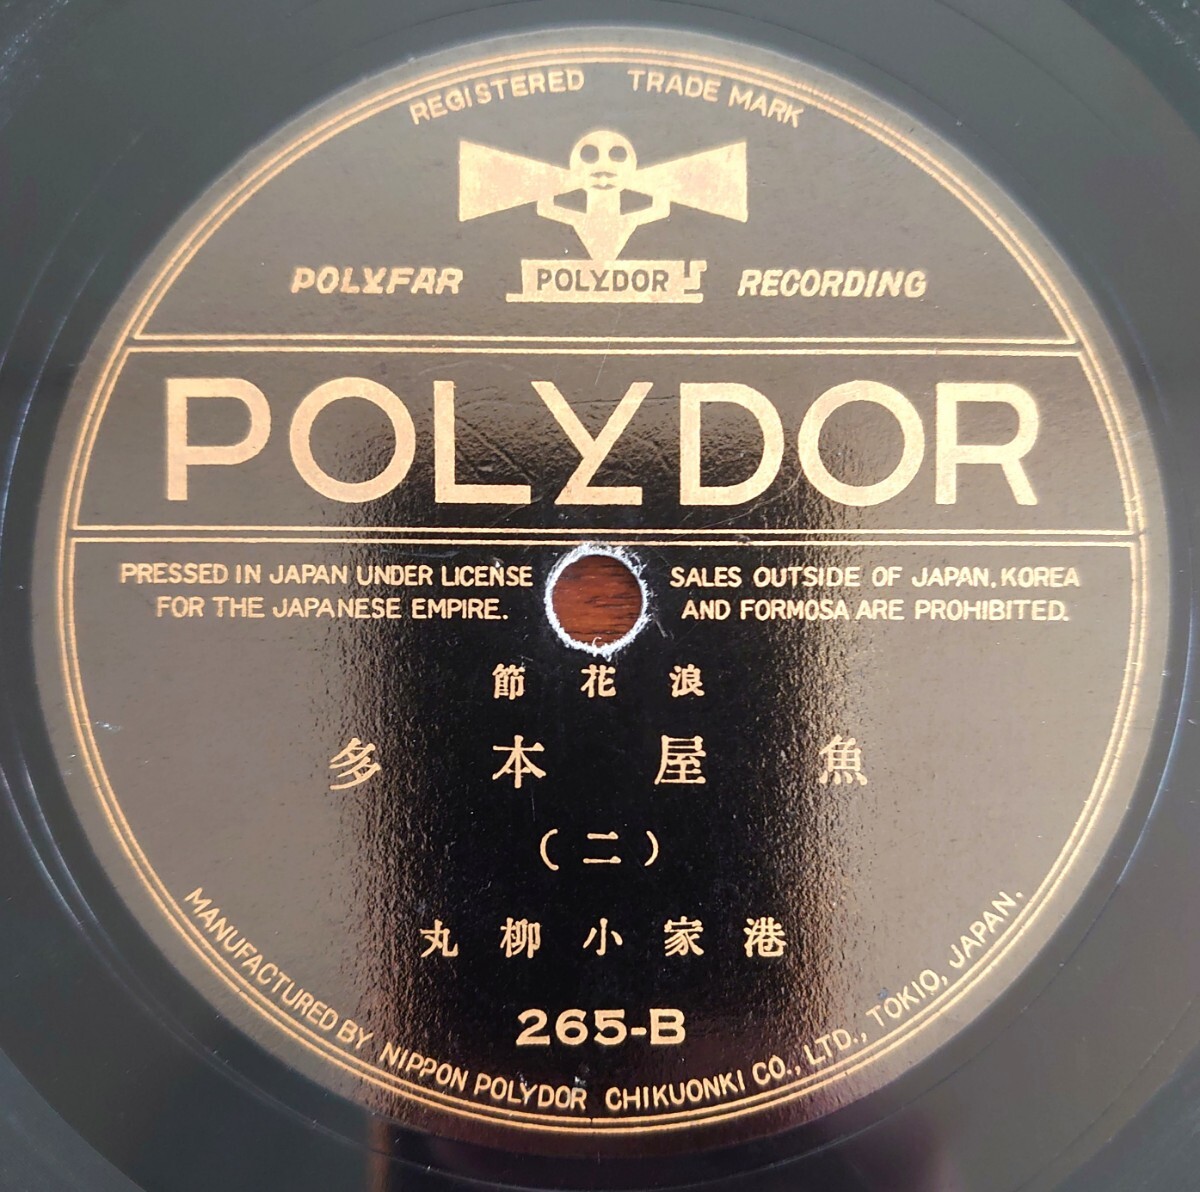 REGISTERED TRADE MARK
POLYFAR POLYDOR RECORDING
POLYDOR
PRESSED IN JAPAN UNDER LICENSE
FOR THE JAPANESE EMPIRE.
SALES OUTSIDE OF JAPAN, KOREA
AND FORMOSA ARE PROHIBITED.
浪花節
魚屋本多
(二)
港家小柳丸
265-B
MANUFACTURED BY NIPPON POLYDOR CHIKUONKI CO., LTD., TOKIO, JAPAN.